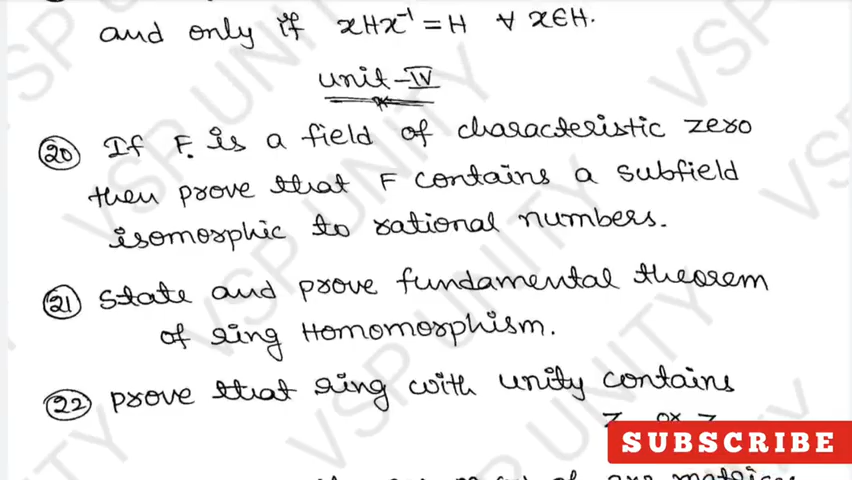 and only if xHx⁻¹ = H ∀ x∈H.
unit-IV
20 If F. is a field of characteristic zero
then prove that F contains a subfield
isomorphic to rational numbers.
21 state and prove fundamental theorem
of ring Homomorphism.
22 prove that ring with unity contains
SUBSCRIBE
VSP UNITY